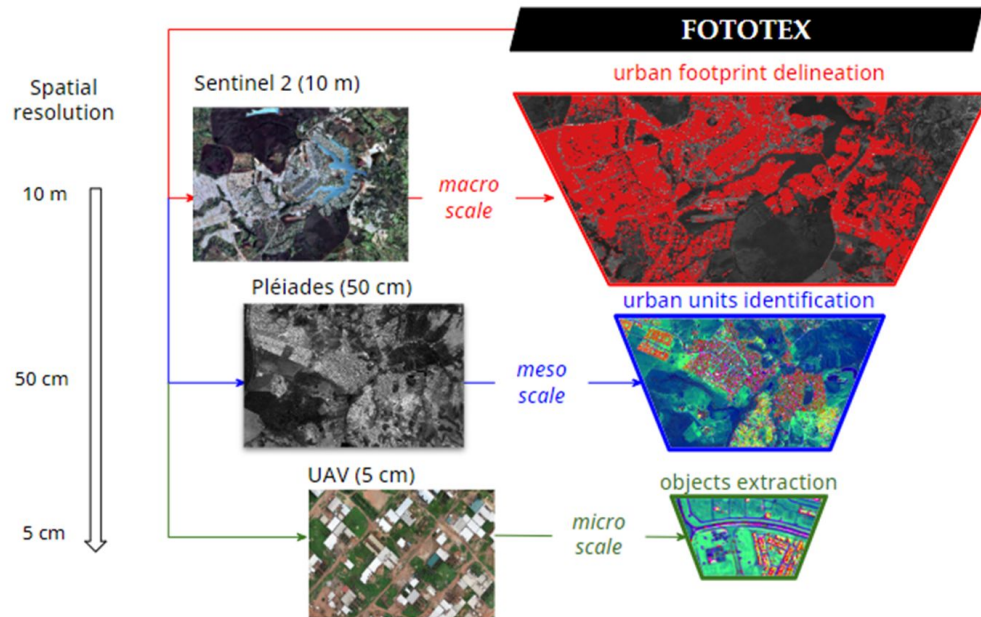 FOTOTEX
urban footprint delineation
Spatial
resolution
Sentinel 2 (10 m)
10 m
macro
scale
Pléiades (50 cm)
urban units identification
50 cm
meso
scale
UAV (5 cm)
objects extraction
5 cm
micro
scale